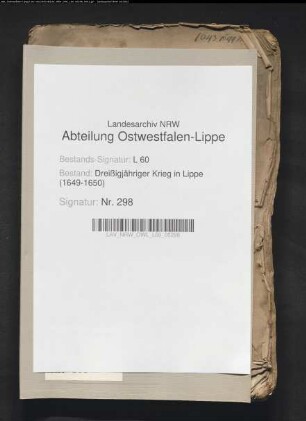 Landesarchiv NRW
Abteilung Ostwestfalen-Lippe
Bestands-Signatur: L 60
Bestand: Dreißigjähriger Krieg in Lippe
(1649-1650)
Signatur: Nr. 298